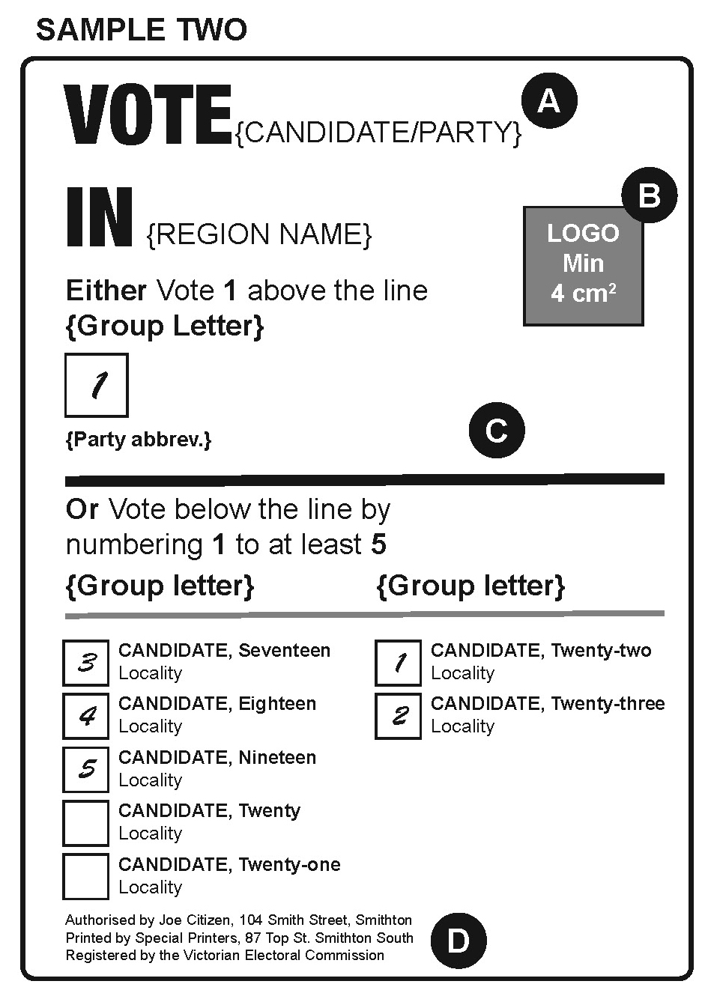 SAMPLE TWO
VOTE {CANDIDATE/PARTY}
A
IN {REGION NAME}
B
LOGO
Min
4 cm²
Either Vote 1 above the line
{Group Letter}
1
{Party abbrev.}
C
Or Vote below the line by
numbering 1 to at least 5
{Group letter}
3 CANDIDATE, Seventeen
Locality
4 CANDIDATE, Eighteen
Locality
5 CANDIDATE, Nineteen
Locality
CANDIDATE, Twenty
Locality
CANDIDATE, Twenty-one
Locality
{Group letter}
1 CANDIDATE, Twenty-two
Locality
2 CANDIDATE, Twenty-three
Locality
Authorised by Joe Citizen, 104 Smith Street, Smithton
Printed by Special Printers, 87 Top St. Smithton South
Registered by the Victorian Electoral Commission
D